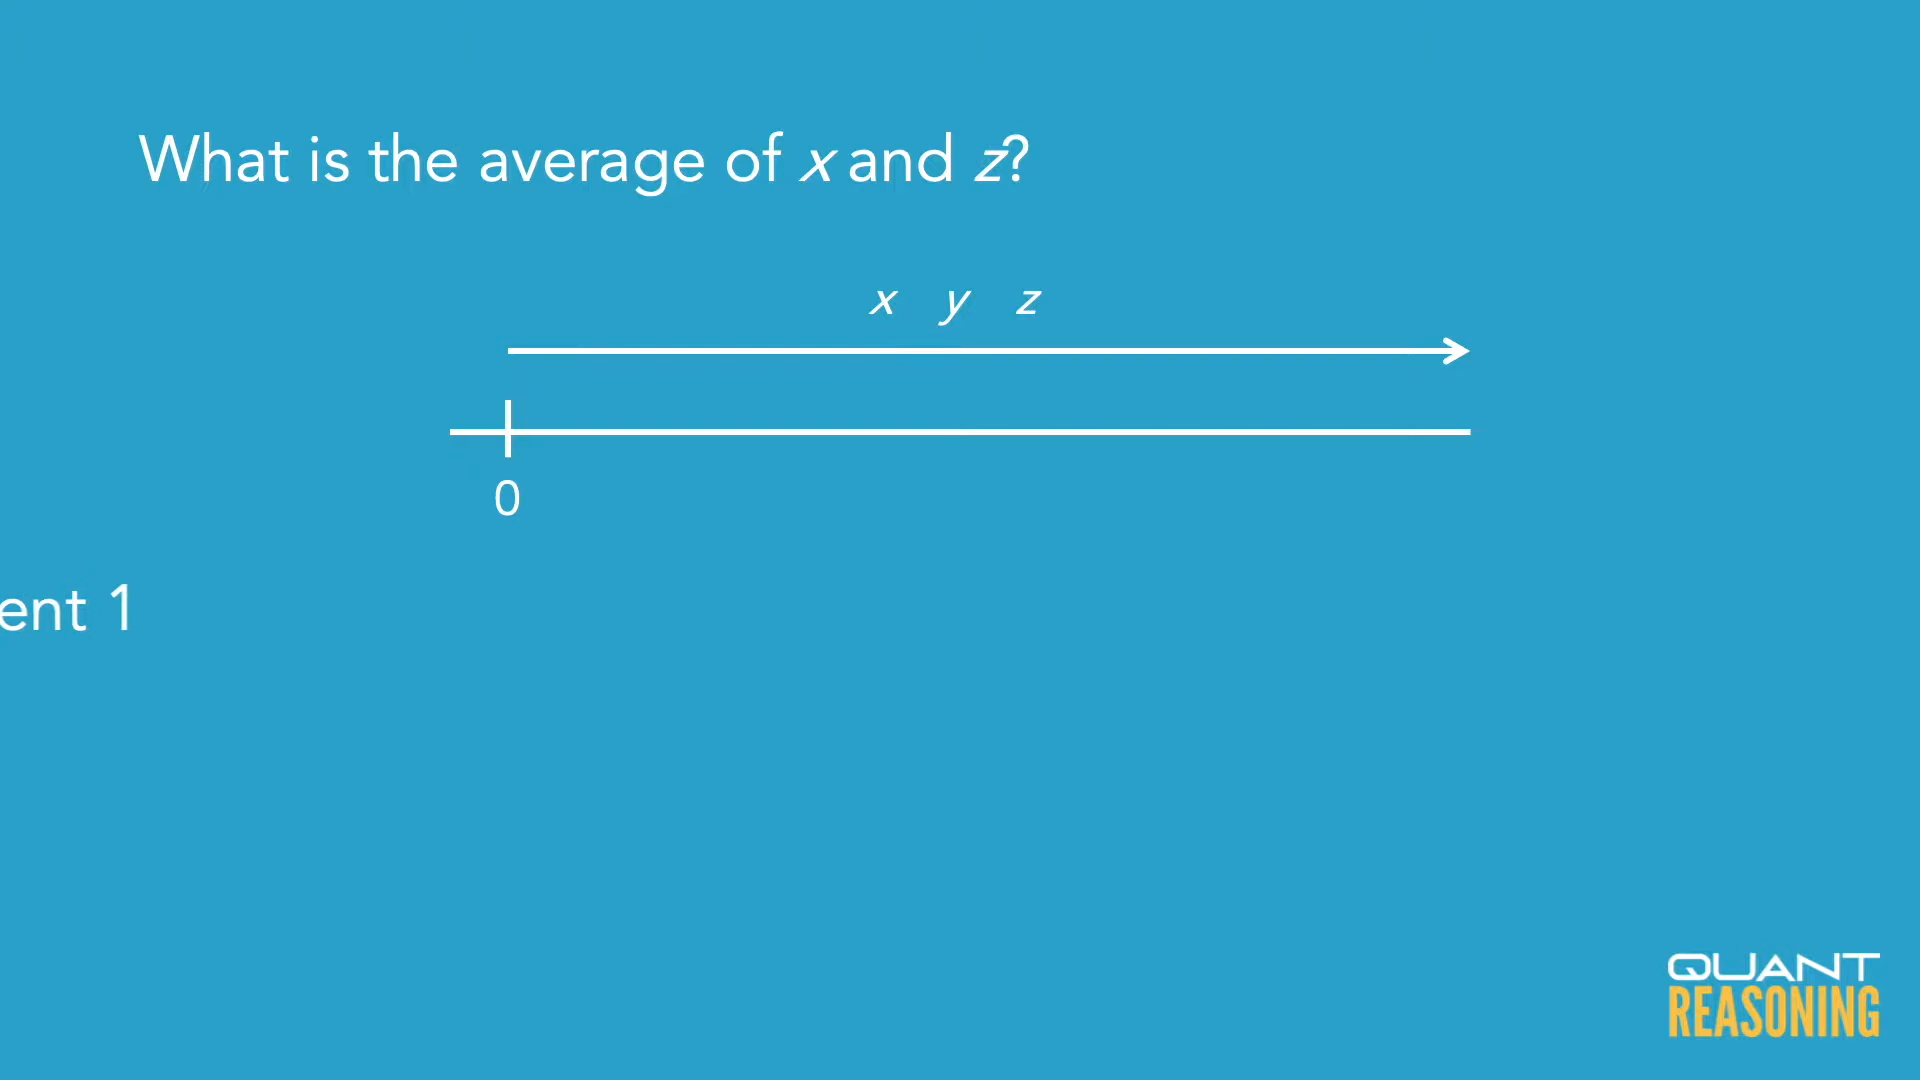 What is the average of x and z?
x y z
0
ent 1
QUANT
REASONING